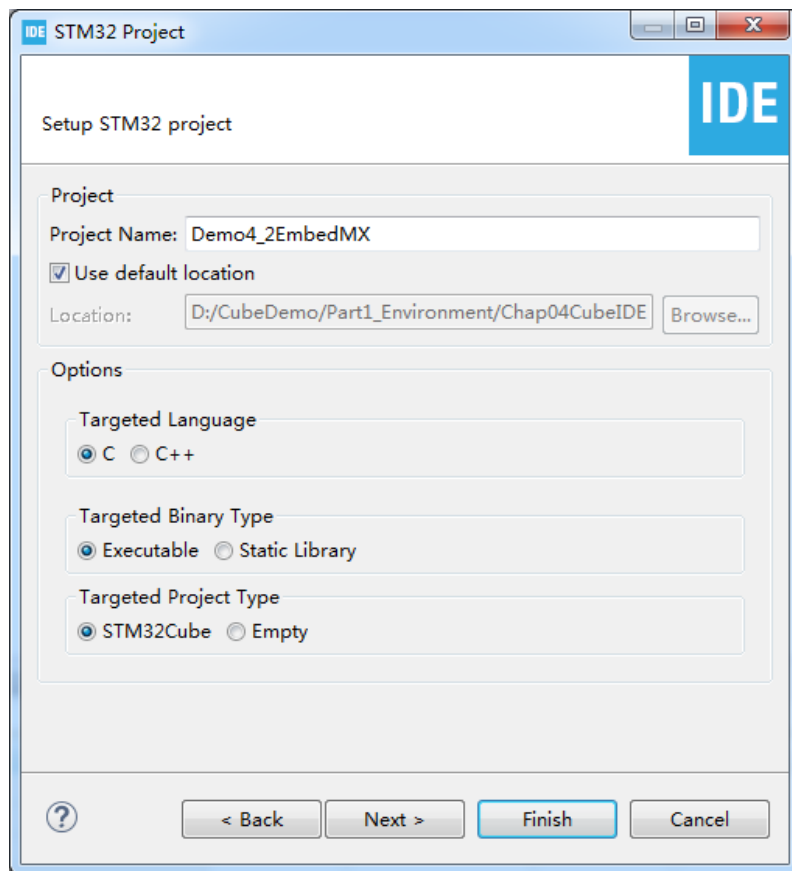 IDE STM32 Project
IDE
Setup STM32 project
Project
Project Name: Demo4_2EmbedMX
Use default location
Location: D:/CubeDemo/Part1_Environment/Chap04CubeIDE Browse...
Options
Targeted Language
C C++
Targeted Binary Type
Executable Static Library
Targeted Project Type
STM32Cube Empty
? < Back Next > Finish Cancel